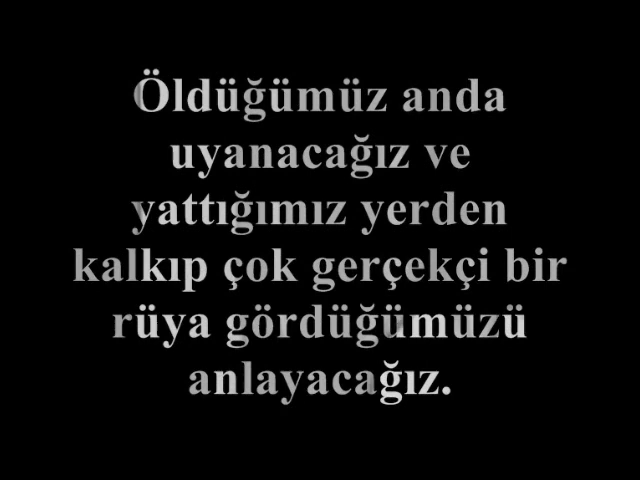 Öldüğümüz anda
uyanacağız ve
yattığımız yerden
kalkıp çok gerçekçi bir
rüya gördüğümüzü
anlayacağız.